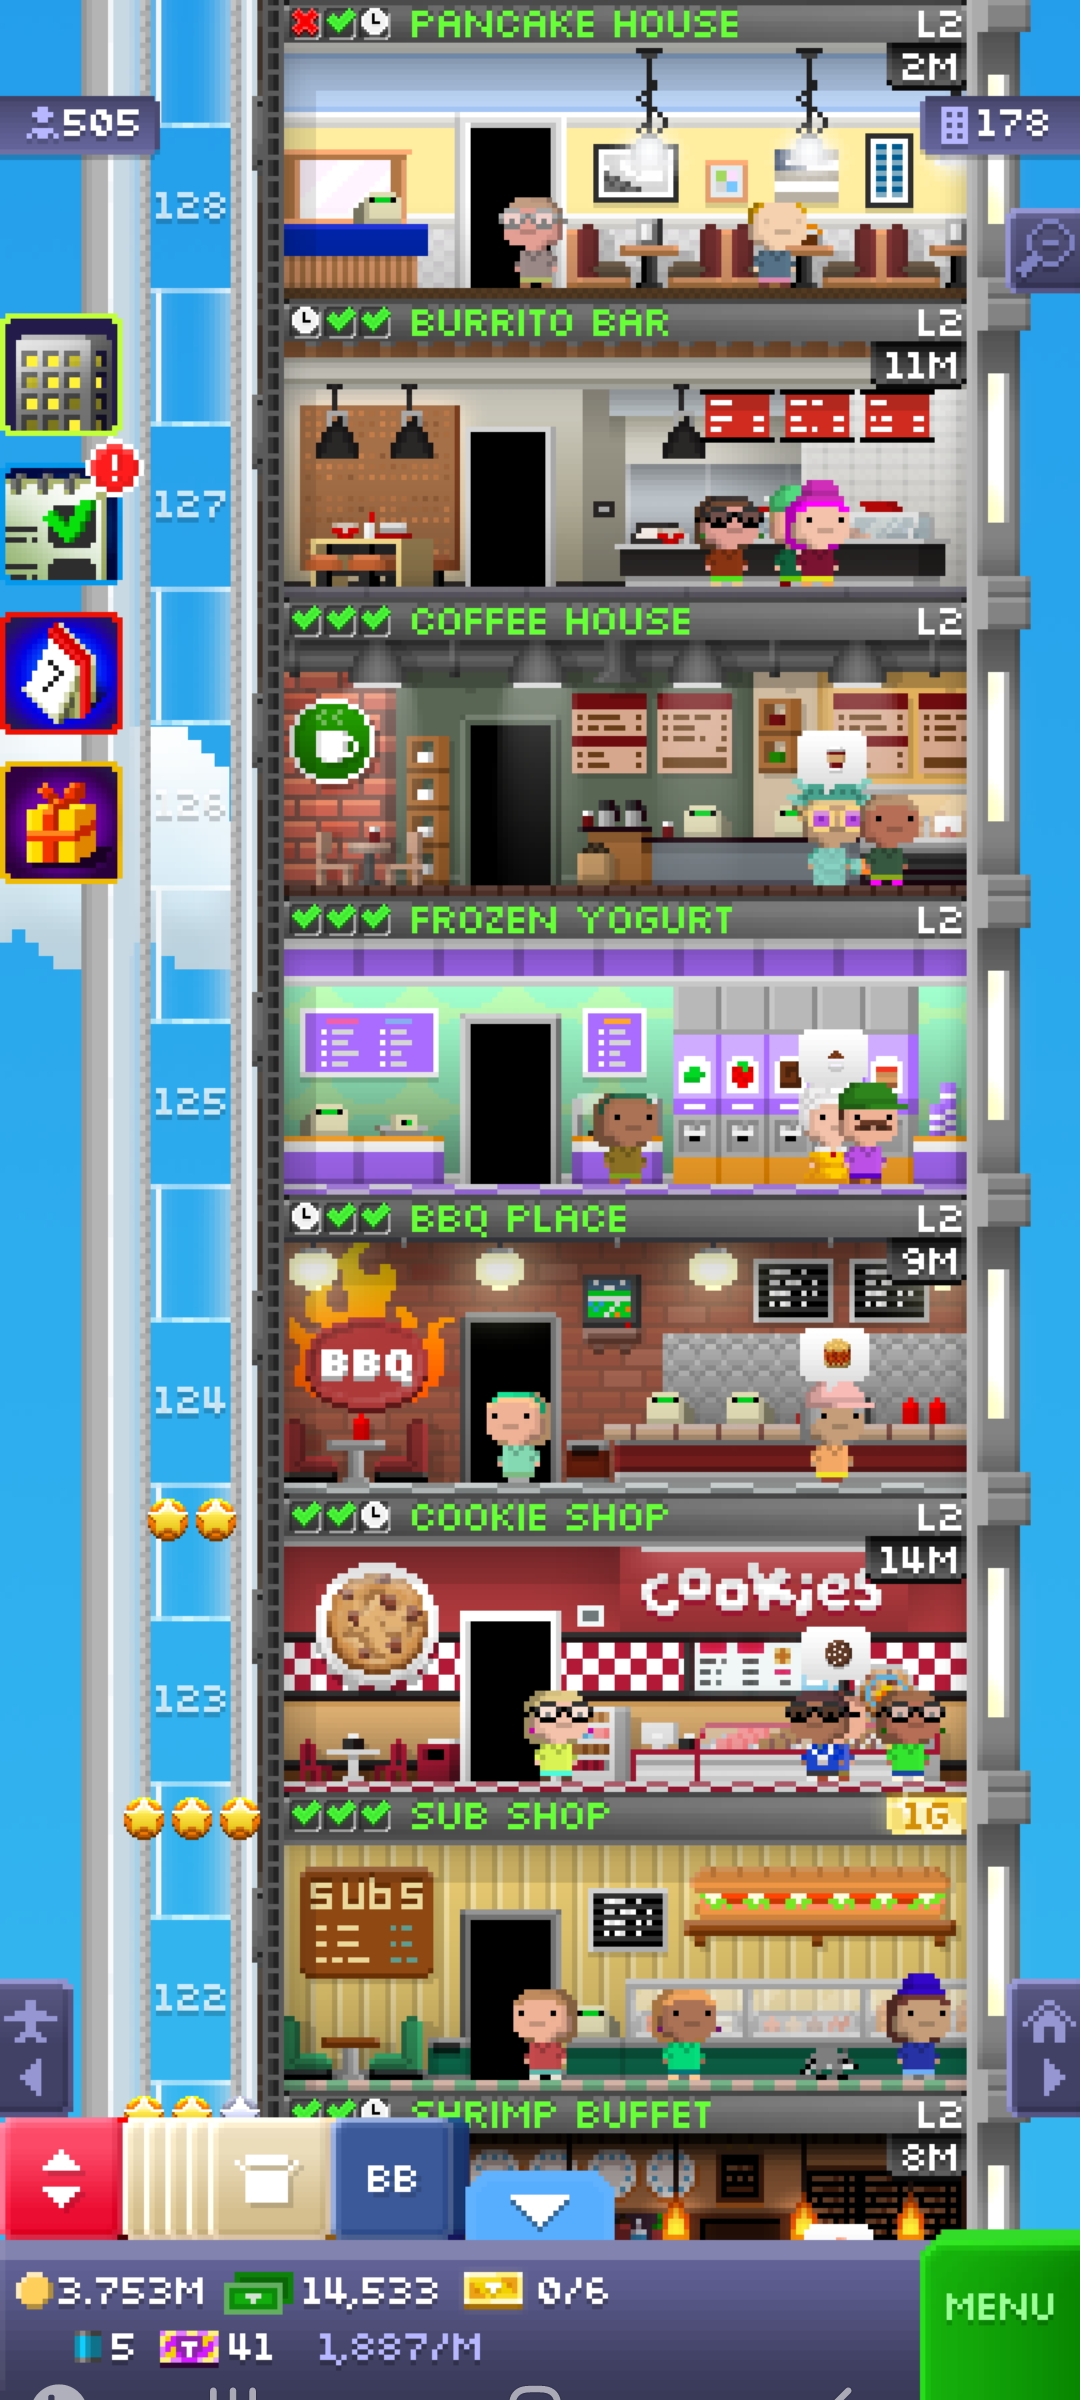 PANCAKE HOUSE L2
2M
505
178
128
BURRITO BAR L2
11M
127
COFFEE HOUSE L2
126
FROZEN YOGURT L2
125
BBQ PLACE L2
9M
BBQ
124
COOKIE SHOP L2
14M
Cookies
123
SUB SHOP 1G
SUBS
122
SHRIMP BUFFET L2
8M
BB
3.753M 14,533 0/6
MENU
5 41 1,887/M